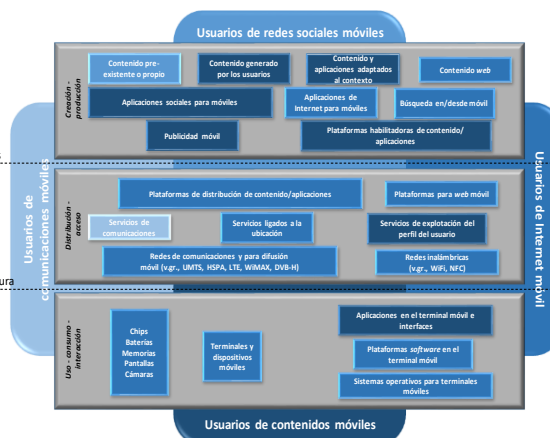 Usuarios de redes sociales móviles
Creación -
producción
Contenido pre-
existente o propio
Contenido generado
por los usuarios
Contenido y
aplicaciones adaptados
al contexto
Contenido web
Aplicaciones sociales para móviles
Aplicaciones de
Internet para móviles
Búsqueda en/desde móvil
Publicidad móvil
Plataformas habilitadoras de contenido/
aplicaciones
Usuarios de
comunicaciones móviles
Usuarios de Internet móvil
Distribución -
acceso
Plataformas de distribución de contenido/aplicaciones
Plataformas para web móvil
Servicios de
comunicaciones
Servicios ligados a la
ubicación
Servicios de explotación del
perfil del usuario
Redes de comunicaciones y para difusión
móvil (v.gr., UMTS, HSPA, LTE, WiMAX, DVB-H)
Redes inalámbricas
(v.gr., WiFi, NFC)
ura
Uso - consumo -
interacción
Chips
Baterías
Memorias
Pantallas
Cámaras
Terminales y
dispositivos
móviles
Aplicaciones en el terminal móvil e
interfaces
Plataformas software en el
terminal móvil
Sistemas operativos para terminales
móviles
Usuarios de contenidos móviles